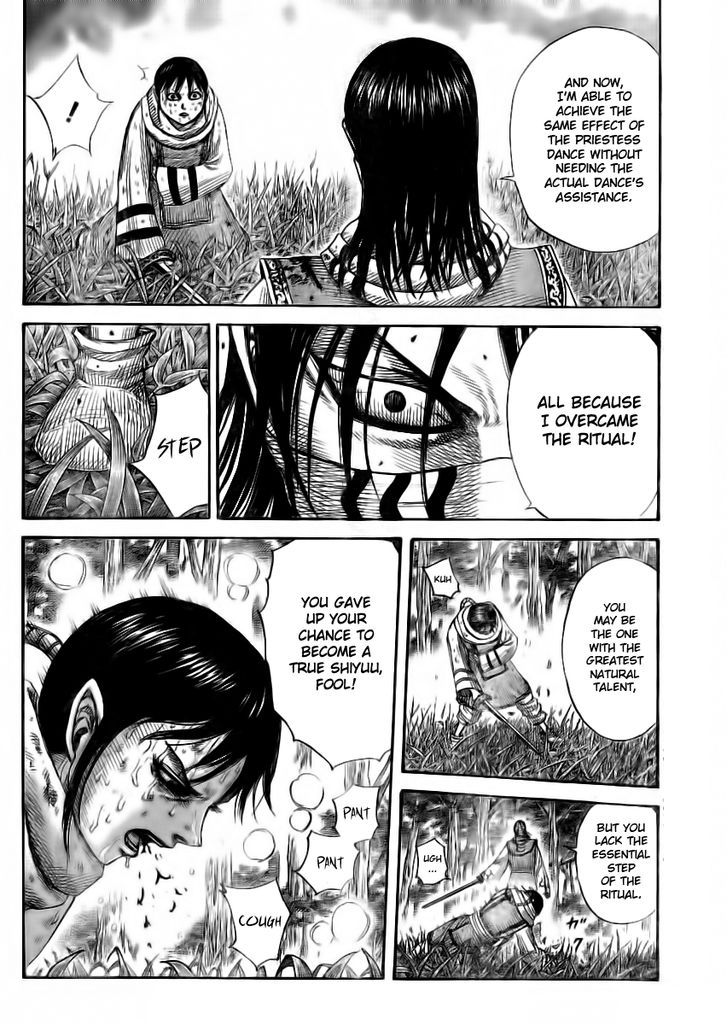 AND NOW,
I'M ABLE TO
ACHIEVE THE
SAME EFFECT OF
THE PRIESTESS
DANCE WITHOUT
NEEDING THE
ACTUAL DANCE'S
ASSISTANCE.
!
ALL BECAUSE
I OVERCAME
THE RITUAL!
STEP
YOU
MAY BE
THE ONE
WITH THE
GREATEST
NATURAL
TALENT,
KUH
BUT YOU
LACK THE
ESSENTIAL
STEP
OF THE
RITUAL.
UGH
...
ガッ
YOU GAVE
UP YOUR
CHANCE TO
BECOME A
TRUE SHIYUU,
FOOL!
PANT
PANT
COUGH